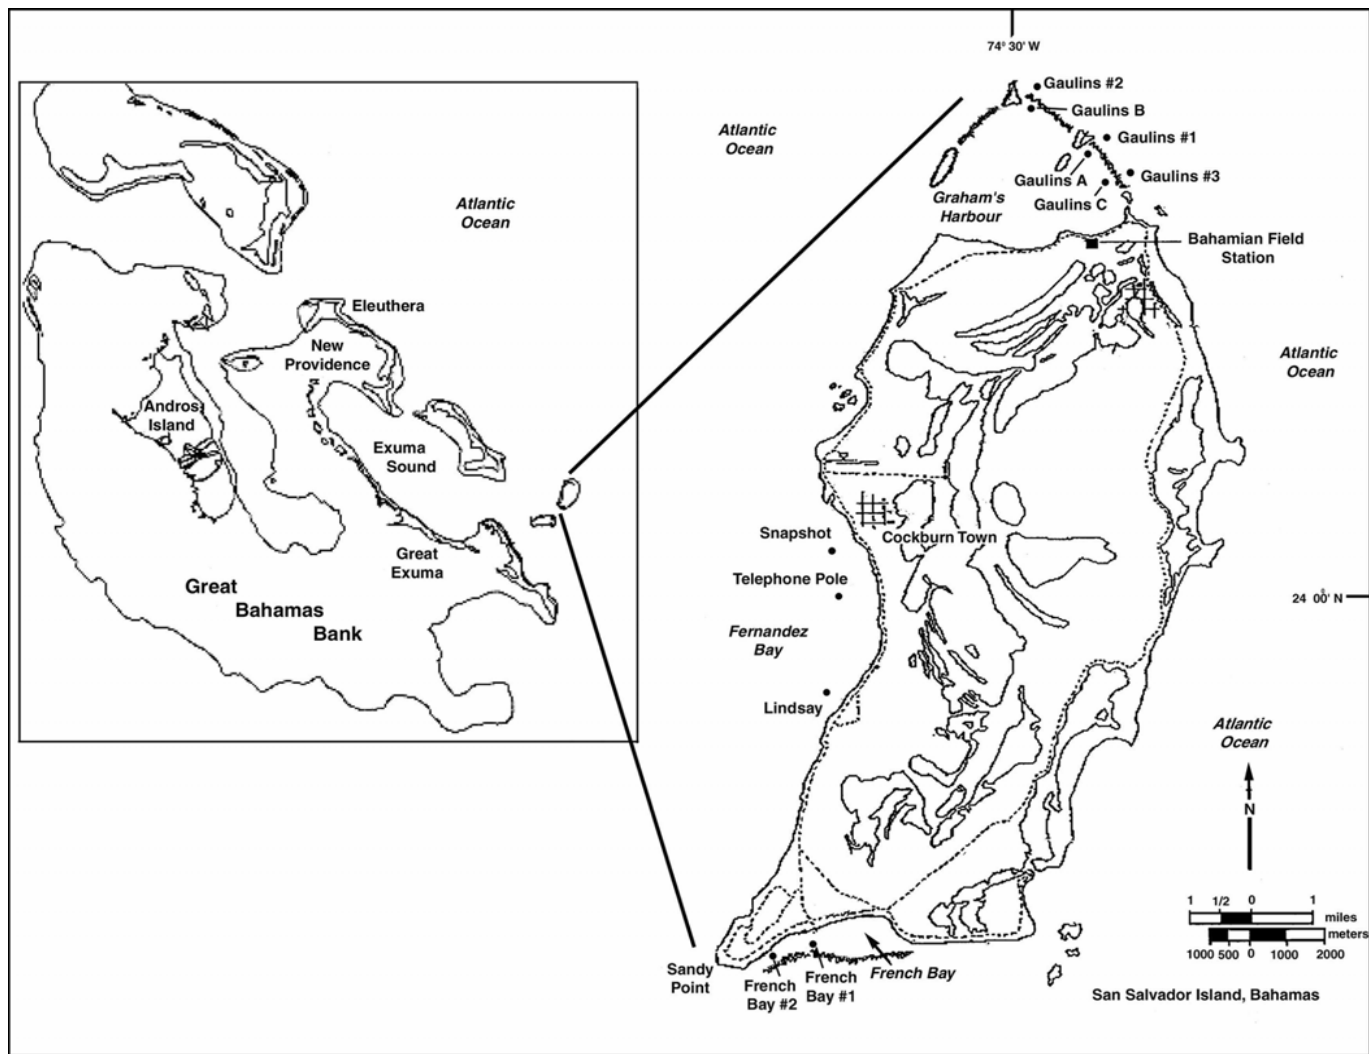 Atlantic
Ocean
Eleuthera
New
Providence
Andros
Island
Exuma
Sound
Great
Exuma
Great
Bahamas
Bank
74° 30' W
Gaulins #2
Gaulins B
Atlantic
Ocean
Gaulins #1
Gaulins A
Gaulins #3
Gaulins C
Graham's
Harbour
Bahamian Field
Station
Atlantic
Ocean
Snapshot
Cockburn Town
Telephone Pole
24 00' N
Fernandez
Bay
Lindsay
Atlantic
Ocean
N
1 1/2 0 1
miles
meters
1000 500 0 1000 2000
Sandy
Point
French
Bay #2
French
Bay #1
French Bay
San Salvador Island, Bahamas